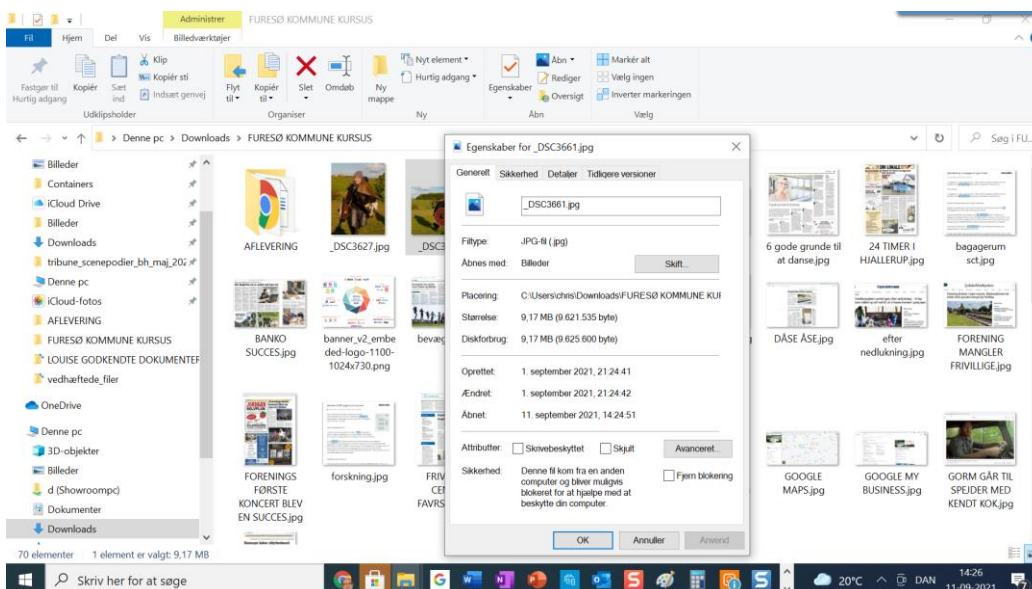 Administrer
FURESØ KOMMUNE KURSUS
Fil
Hjem
Del
Vis
Billedværktøjer
Fastgør til
Hurtig adgang
Kopiér
Sæt
ind
Klip
Kopiér sti
Indsæt genvej
Udklipsholder
Flyt
til
Kopiér
til
Slet
Omdøb
Organiser
Ny
mappe
Nyt element
Hurtig adgang
Ny
Egenskaber
Åbn
Rediger
Oversigt
Åbn
Markér alt
Vælg ingen
Inverter markeringen
Vælg
Denne pc > Downloads > FURESØ KOMMUNE KURSUS
Søg i FU...
Billeder
Containers
iCloud Drive
Billeder
Downloads
tribune_scenepodier_bh_maj_202
Denne pc
iCloud-fotos
AFLEVERING
FURESØ KOMMUNE KURSUS
LOUISE GODKENDTE DOKUMENTER
vedhæftede_filer
OneDrive
Denne pc
3D-objekter
Billeder
d (Showroompc)
Dokumenter
Downloads
AFLEVERING
_DSC3627.jpg
_DSC3
6 gode grunde til
at danse.jpg
24 TIMER I
HJALLERUP.jpg
bagagerum
sct.jpg
BANKO
SUCCES.jpg
banner_v2_embe
ded-logo-1100-
1024x730.png
bevæg
DÅSE ÅSE.jpg
efter
nedlukning.jpg
FORENING
MANGLER
FRIVILLIGE.jpg
FORENINGS
FØRSTE
KONCERT BLEV
EN SUCCES.jpg
forskning.jpg
FRIV
CEN
FAVRS
GOOGLE
MAPS.jpg
GOOGLE MY
BUSINESS.jpg
GORM GÅR TIL
SPEJDER MED
KENDT KOK.jpg
Egenskaber for _DSC3661.jpg
Generelt
Sikkerhed
Detaljer
Tidligere versioner
_DSC3661.jpg
Filtype: JPG-fil (.jpg)
Åbnes med: Billeder
Skift...
Placering: C:\Users\chris\Downloads\FURESØ KOMMUNE KUF
Størrelse: 9,17 MB (9.621.535 byte)
Diskforbrug: 9,17 MB (9.625.600 byte)
Oprettet: 1. september 2021, 21:24:41
Ændret: 1. september 2021, 21:24:42
Åbnet: 11. september 2021, 14:24:51
Attributter: Skrivebeskyttet Skjult
Avanceret...
Sikkerhed: Denne fil kom fra en anden
computer og bliver muligvis
blokeret for at hjælpe med at
beskytte din computer.
Fjern blokering
OK
Annuller
Anvend
70 elementer 1 element er valgt: 9,17 MB
Skriv her for at søge
20°C
DAN
14:26
11-09-2021